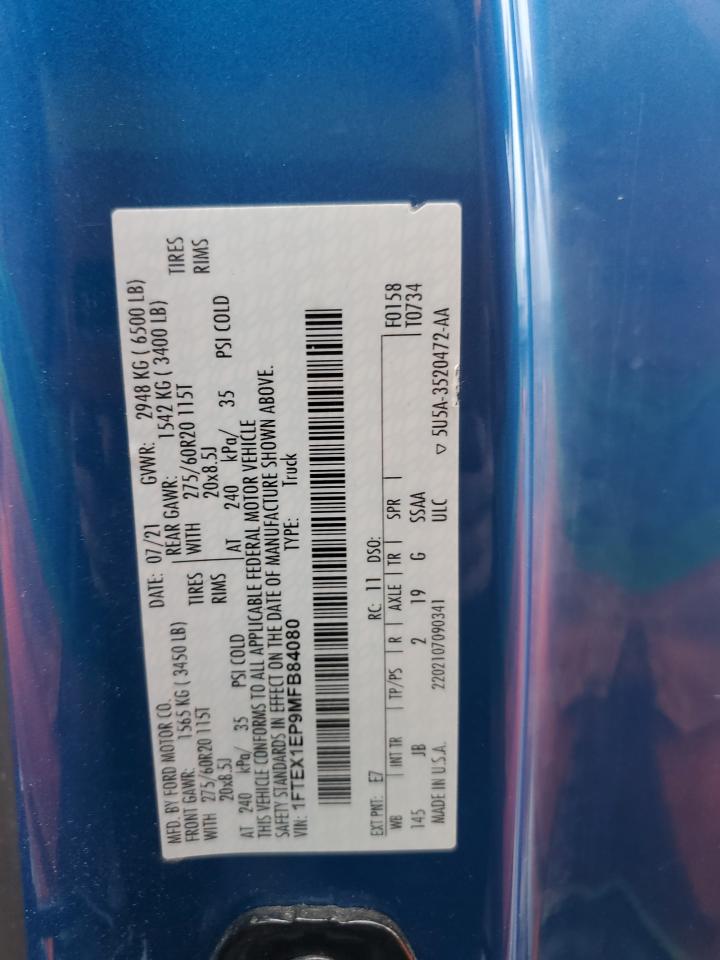 MFD. BY FORD MOTOR CO.
DATE: 07/21 GVWR: 2948 KG ( 6500 LB)
FRONT GAWR: 1565 KG ( 3450 LB) REAR GAWR: 1542 KG ( 3400 LB)
WITH 275/60R20 115T TIRES WITH 275/60R20 115T TIRES
20x8.5J RIMS 20x8.5J RIMS
AT 240 kPa/ 35 PSI COLD AT 240 kPa/ 35 PSI COLD
THIS VEHICLE CONFORMS TO ALL APPLICABLE FEDERAL MOTOR VEHICLE
SAFETY STANDARDS IN EFFECT ON THE DATE OF MANUFACTURE SHOWN ABOVE.
VIN: 1FTEX1EP9MFB84080 TYPE: Truck
EXT PNT: E7 RC: 11 DSO: F0158
WB INT TR TP/PS R AXLE TR SPR T0734
145 JB 2 19 G SSAA
MADE IN U.S.A. 2202107090341 ULC ▽ 5U5A-3520472-AA